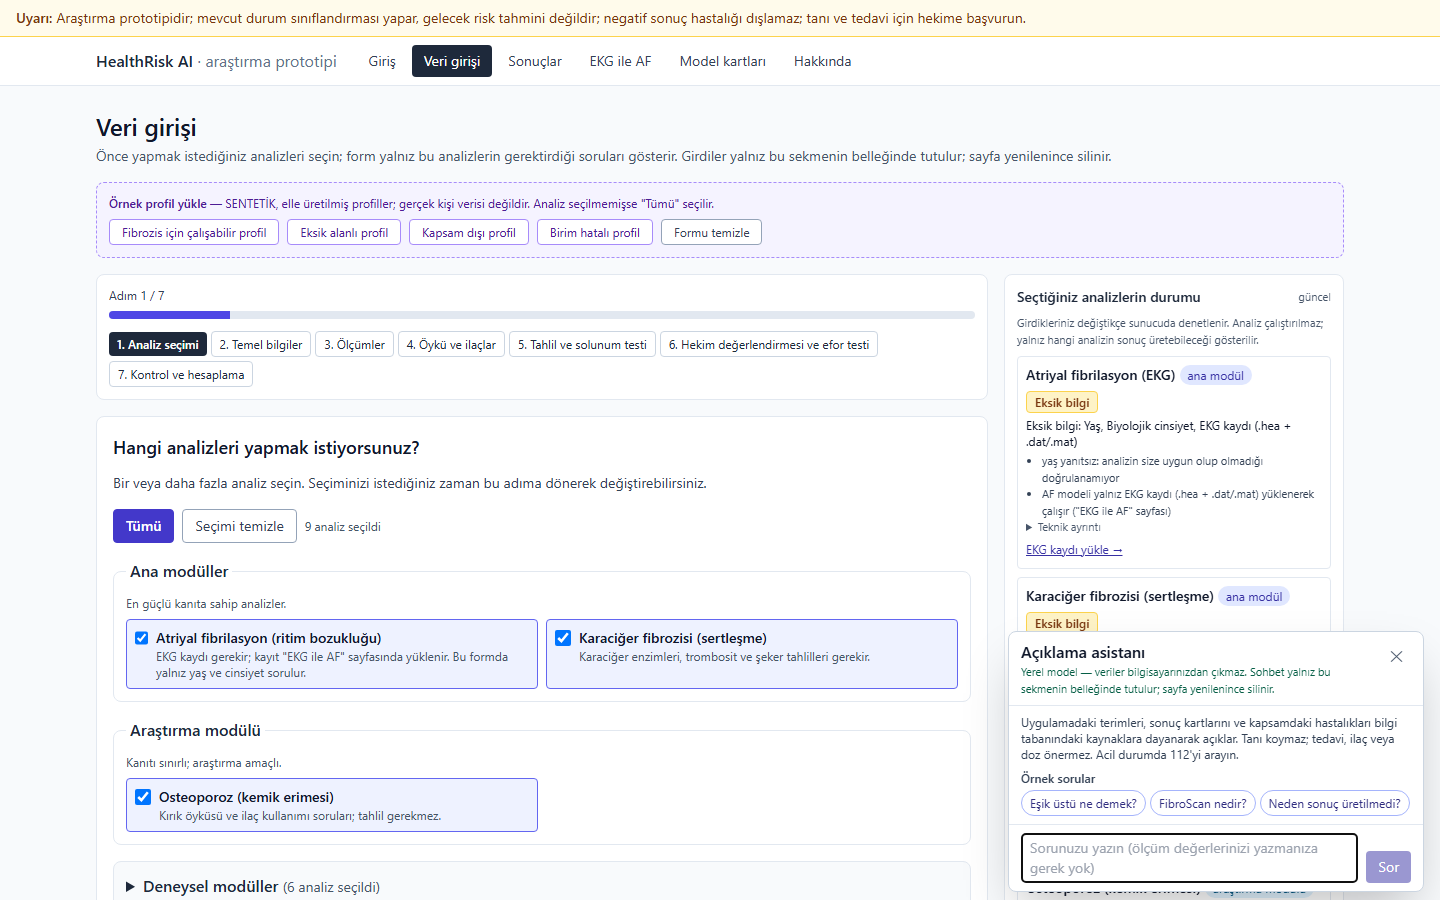 Uyarı: Araştırma prototipidir; mevcut durum sınıflandırması yapar, gelecek risk tahmini değildir; negatif sonuç hastalığı dışlamaz; tanı ve tedavi için hekime başvurun.
HealthRisk AI · araştırma prototipi
Giriş
Veri girişi
Sonuçlar
EKG ile AF
Model kartları
Hakkında
Veri girişi
Önce yapmak istediğiniz analizleri seçin; form yalnız bu analizlerin gerektirdiği soruları gösterir. Girdiler yalnız bu sekmenin belleğinde tutulur; sayfa yenilenince silinir.
Örnek profil yükle — SENTETİK, elle üretilmiş profiller; gerçek kişi verisi değildir. Analiz seçilmemişse "Tümü" seçilir.
Fibrozis için çalışabilir profil
Eksik alanlı profil
Kapsam dışı profil
Birim hatalı profil
Formu temizle
Adım 1 / 7
1. Analiz seçimi
2. Temel bilgiler
3. Ölçümler
4. Öykü ve ilaçlar
5. Tahlil ve solunum testi
6. Hekim değerlendirmesi ve efor testi
7. Kontrol ve hesaplama
Hangi analizleri yapmak istiyorsunuz?
Bir veya daha fazla analiz seçin. Seçiminizi istediğiniz zaman bu adıma dönerek değiştirebilirsiniz.
Tümü
Seçimi temizle
9 analiz seçildi
Ana modüller
En güçlü kanıta sahip analizler.
Atriyal fibrilasyon (ritim bozukluğu)
EKG kaydı gerekir; kayıt "EKG ile AF" sayfasında yüklenir. Bu formda
yalnız yaş ve cinsiyet sorulur.
Karaciğer fibrozisi (sertleşme)
Karaciğer enzimleri, trombosit ve şeker tahlilleri gerekir.
Araştırma modülü
Kanıtı sınırlı; araştırma amaçlı.
Osteoporoz (kemik erimesi)
Kırık öyküsü ve ilaç kullanımı soruları; tahlil gerekmez.
Deneysel modüller (6 analiz seçildi)
Seçtiğiniz analizlerin durumu
güncel
Girdikleriniz değiştikçe sunucuda denetlenir. Analiz çalıştırılmaz;
yalnız hangi analizin sonuç üretebileceği gösterilir.
Atriyal fibrilasyon (EKG)
ana modül
Eksik bilgi
Eksik bilgi: Yaş, Biyolojik cinsiyet, EKG kaydı (.hea +
.dat/.mat)
yaş yanıtsız: analizin size uygun olup olmadığı
doğrulanamıyor
AF modeli yalnız EKG kaydı (.hea + .dat/.mat) yüklenerek
çalışır ("EKG ile AF" sayfası)
Teknik ayrıntı
EKG kaydı yükle →
Karaciğer fibrozisi (sertleşme)
ana modül
Eksik bilgi
Açıklama asistanı
Yerel model — veriler bilgisayarınızdan çıkmaz. Sohbet yalnız bu
sekmenin belleğinde tutulur; sayfa yenilenince silinir.
Uygulamadaki terimleri, sonuç kartlarını ve kapsamdaki hastalıkları bilgi
tabanındaki kaynaklara dayanarak açıklar. Tanı koymaz; tedavi, ilaç veya
doz önermez. Acil durumda 112'yi arayın.
Örnek sorular
Eşik üstü ne demek?
FibroScan nedir?
Neden sonuç üretilmedi?
Sorunuzu yazın (ölçüm değerlerinizi yazmanıza
gerek yok)
Sor